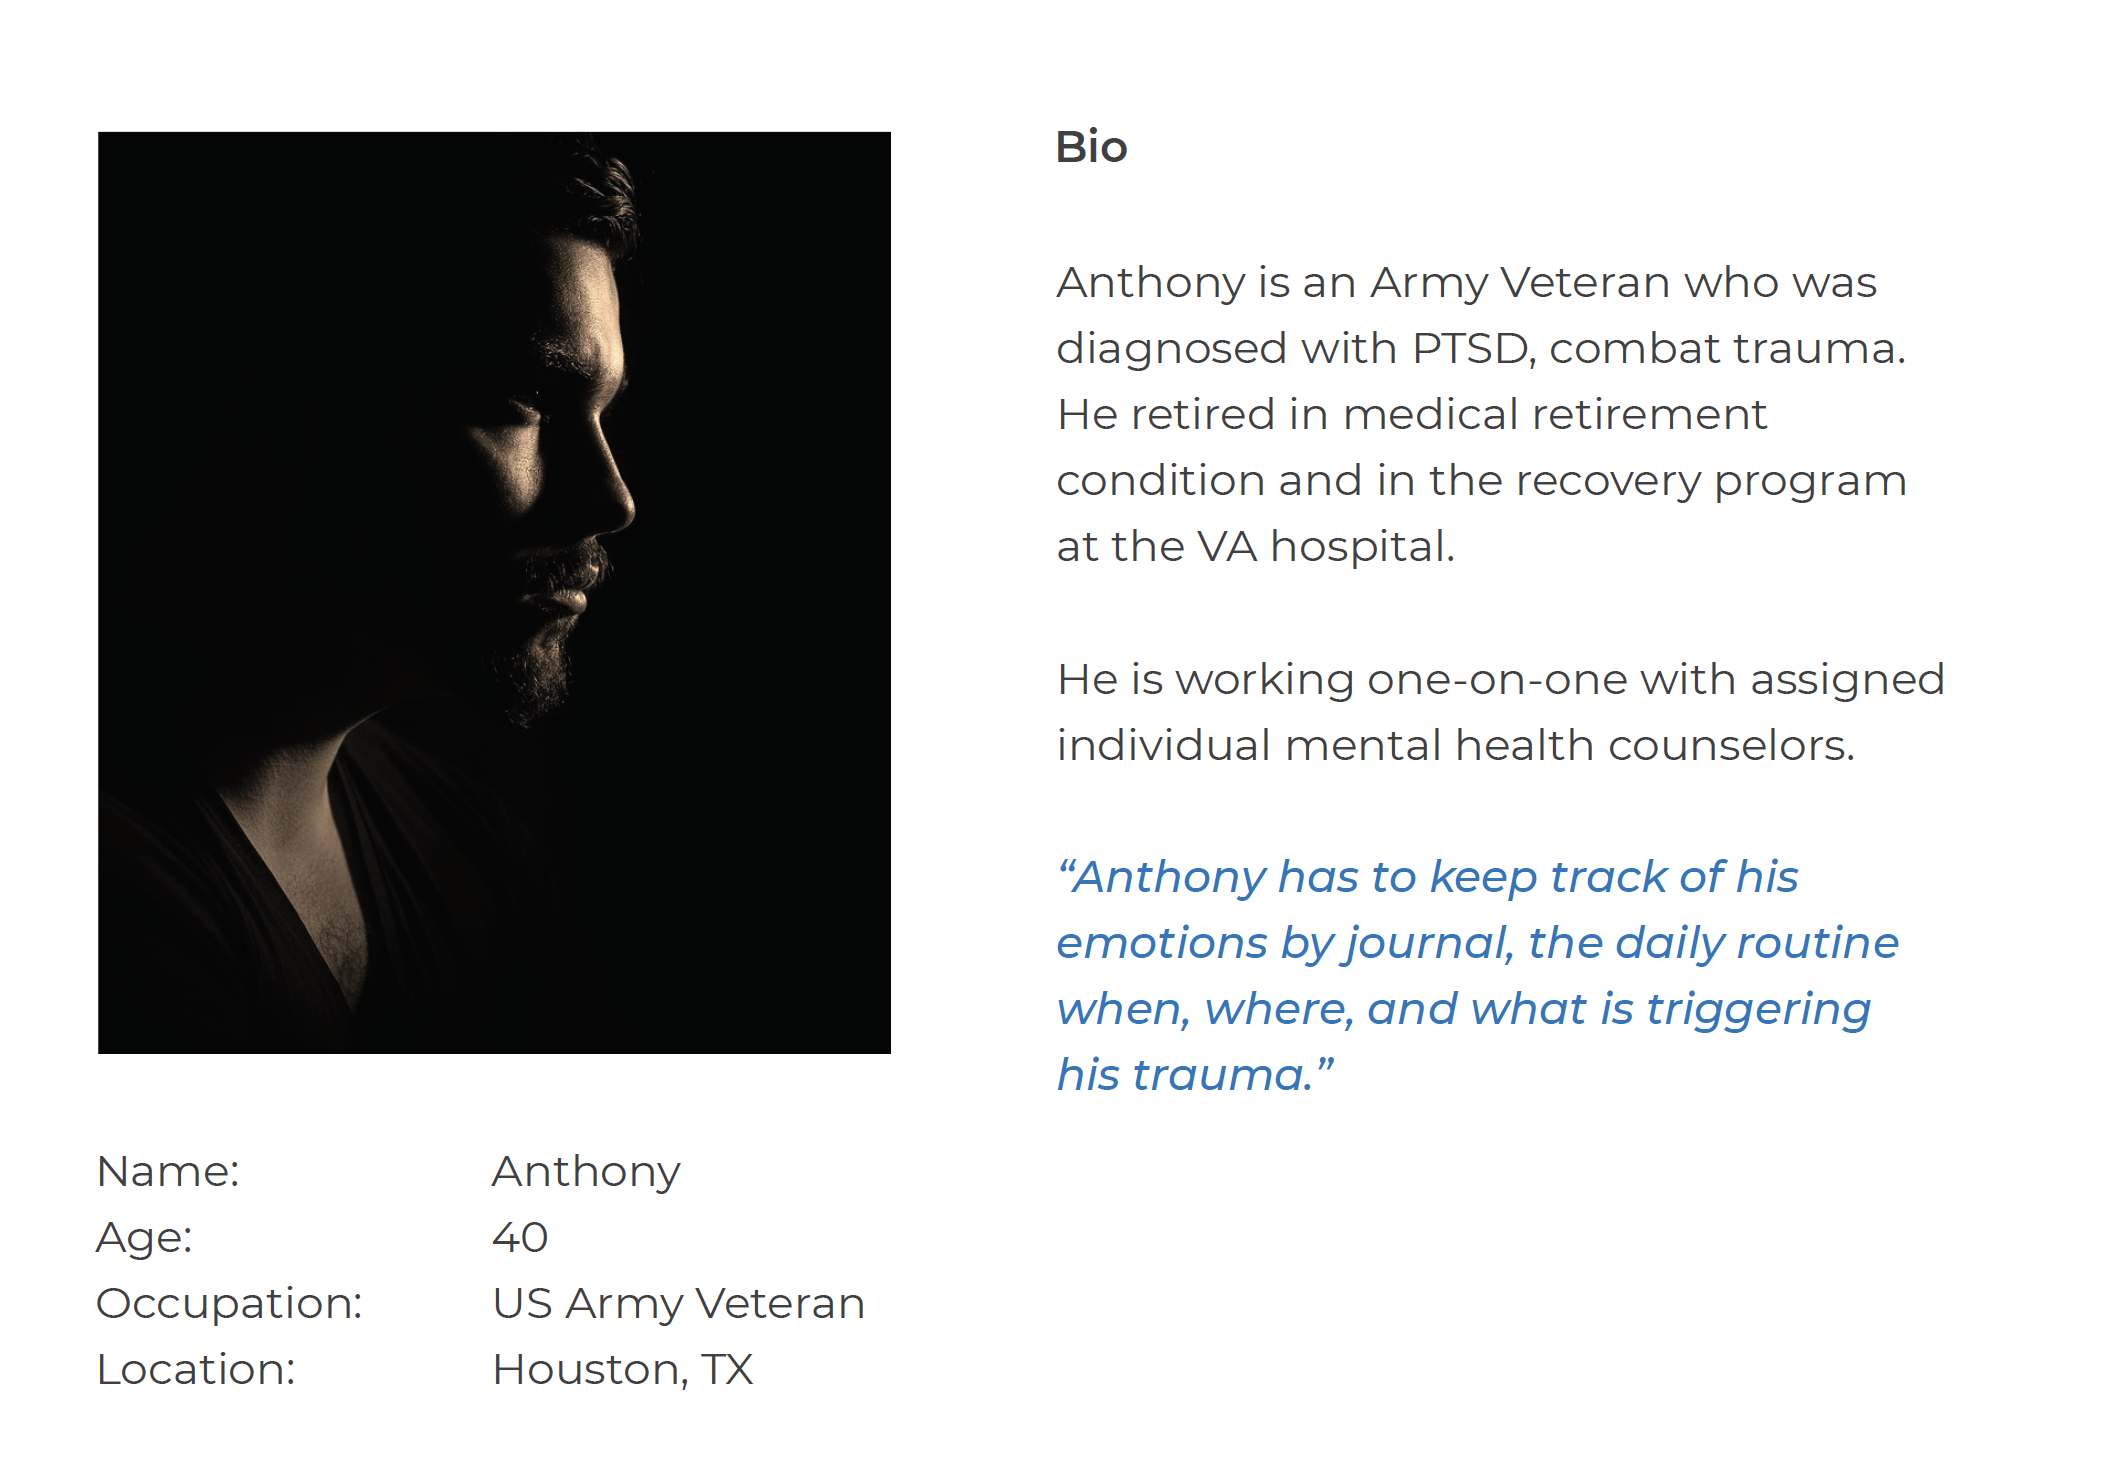 Bio
Anthony is an Army Veteran who was
diagnosed with PTSD, combat trauma.
He retired in medical retirement
condition and in the recovery program
at the VA hospital.
He is working one-on-one with assigned
individual mental health counselors.
“Anthony has to keep track of his
emotions by journal, the daily routine
when, where, and what is triggering
his trauma.”
Name: Anthony
Age: 40
Occupation: US Army Veteran
Location: Houston, TX